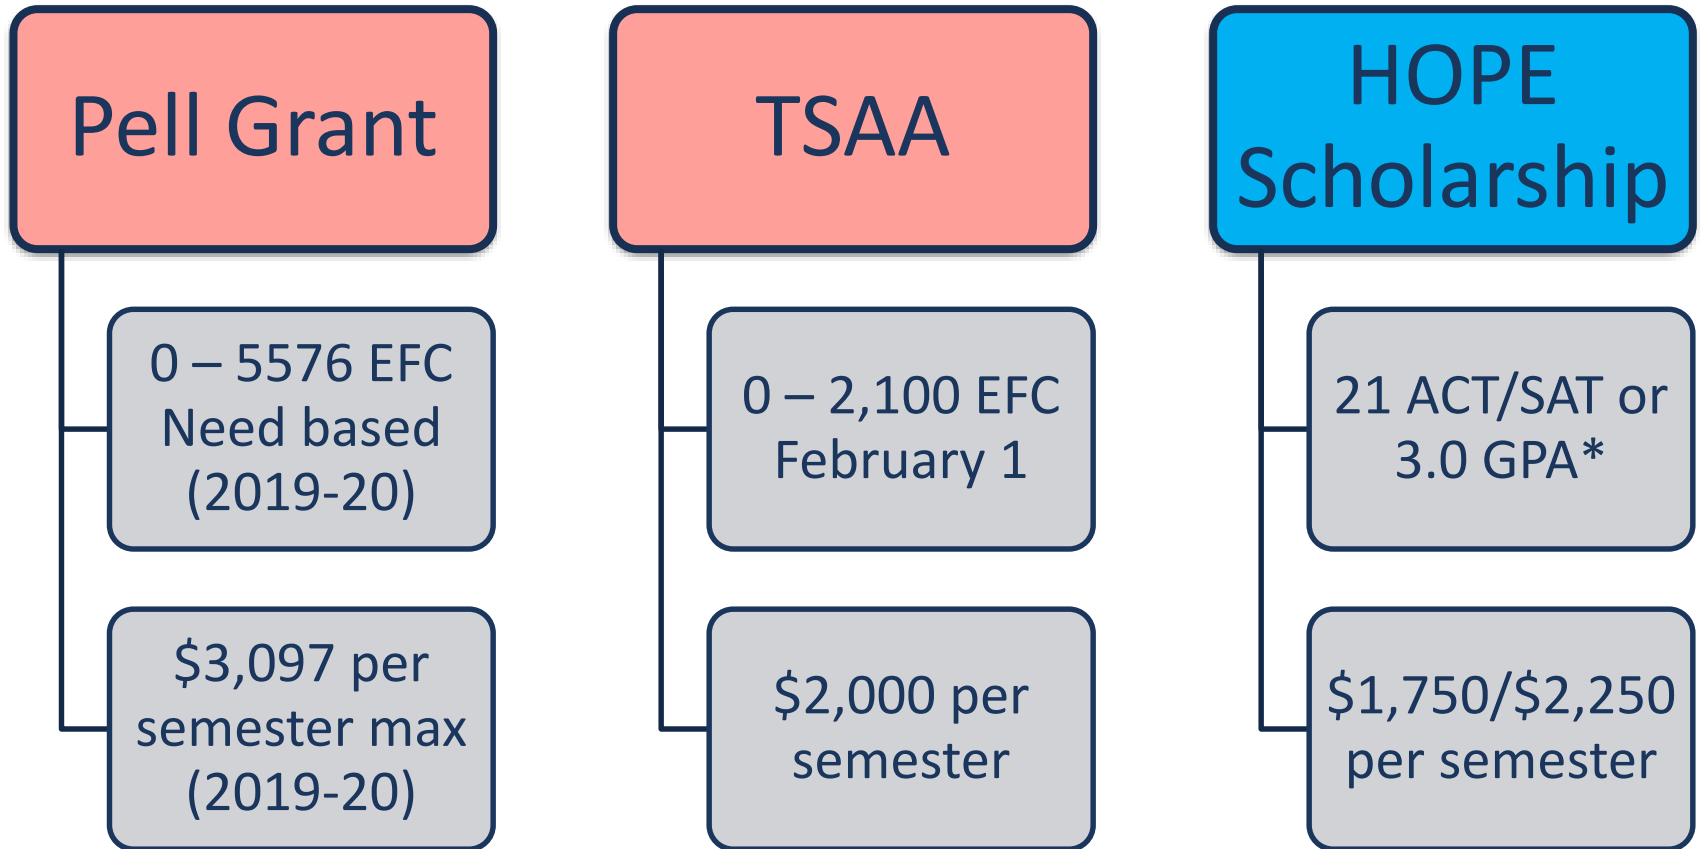 Pell Grant
0 – 5576 EFC
Need based
(2019-20)
$3,097 per
semester max
(2019-20)
TSAA
0 – 2,100 EFC
February 1
$2,000 per
semester
HOPE
Scholarship
21 ACT/SAT or
3.0 GPA*
$1,750/$2,250
per semester